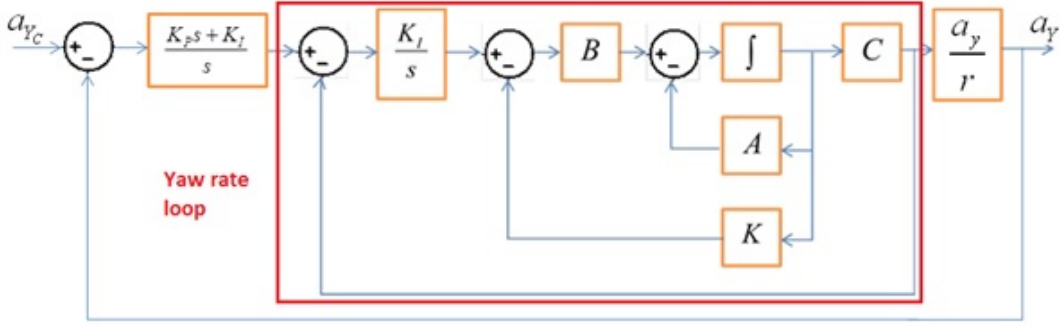 a_{Y_C}
+
-
K_P s + K_I
s
+
-
K_I
s
+
-
B
+
-
∫
C
a_y
r
a_Y
A
K
Yaw rate
loop